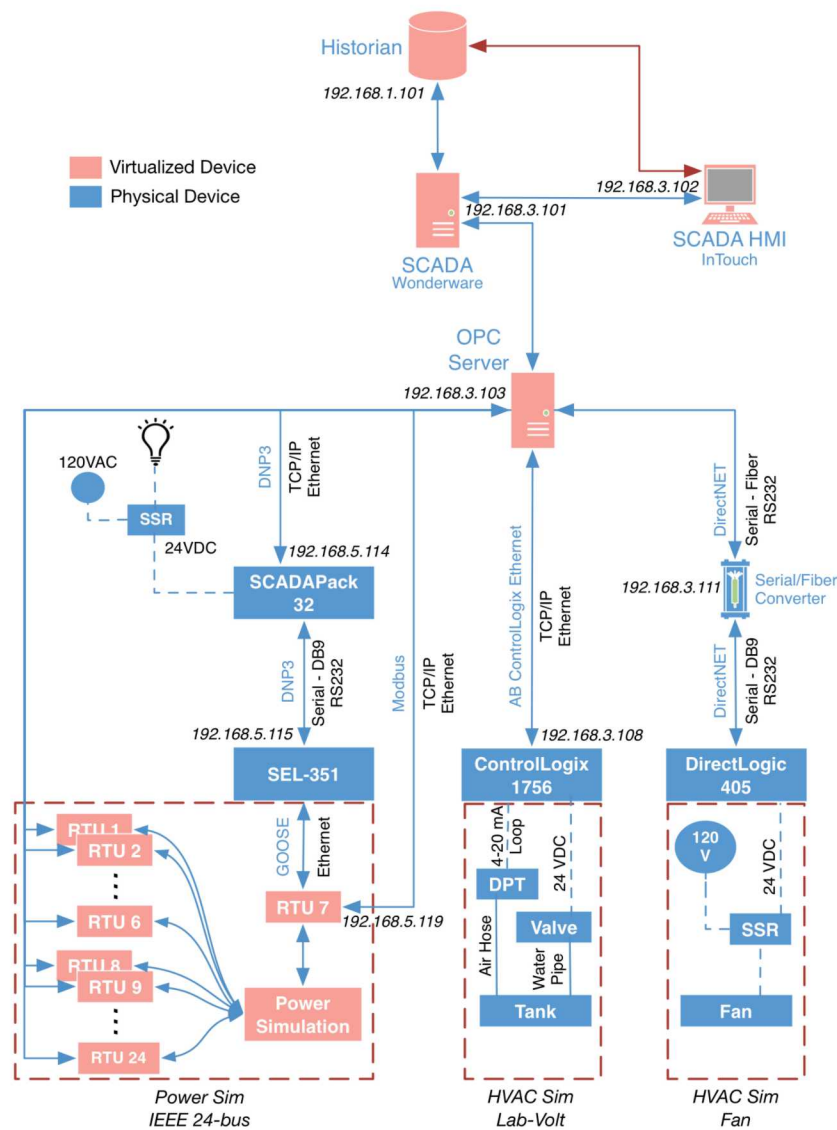 Historian
192.168.1.101
Virtualized Device
Physical Device
192.168.3.102
192.168.3.101
SCADA HMI
InTouch
SCADA
Wonderware
OPC
Server
192.168.3.103
120VAC
SSR
24VDC
DNP3
TCP/IP
Ethernet
192.168.5.114
SCADAPack
32
DNP3
Serial - DB9
RS232
192.168.5.115
SEL-351
Modbus
TCP/IP
Ethernet
AB ControlLogix Ethernet
TCP/IP
Ethernet
192.168.3.108
ControlLogix
1756
DirectNET
Serial - Fiber
RS232
192.168.3.111
Serial/Fiber
Converter
DirectNET
Serial - DB9
RS232
DirectLogic
405
RTU 1
RTU 2
RTU 6
RTU 8
RTU 9
RTU 24
GOOSE
Ethernet
RTU 7
192.168.5.119
Power
Simulation
4-20 mA
Loop
24 VDC
DPT
Valve
Air Hose
Water
Pipe
Tank
120
V
24 VDC
SSR
Fan
Power Sim
IEEE 24-bus
HVAC Sim
Lab-Volt
HVAC Sim
Fan